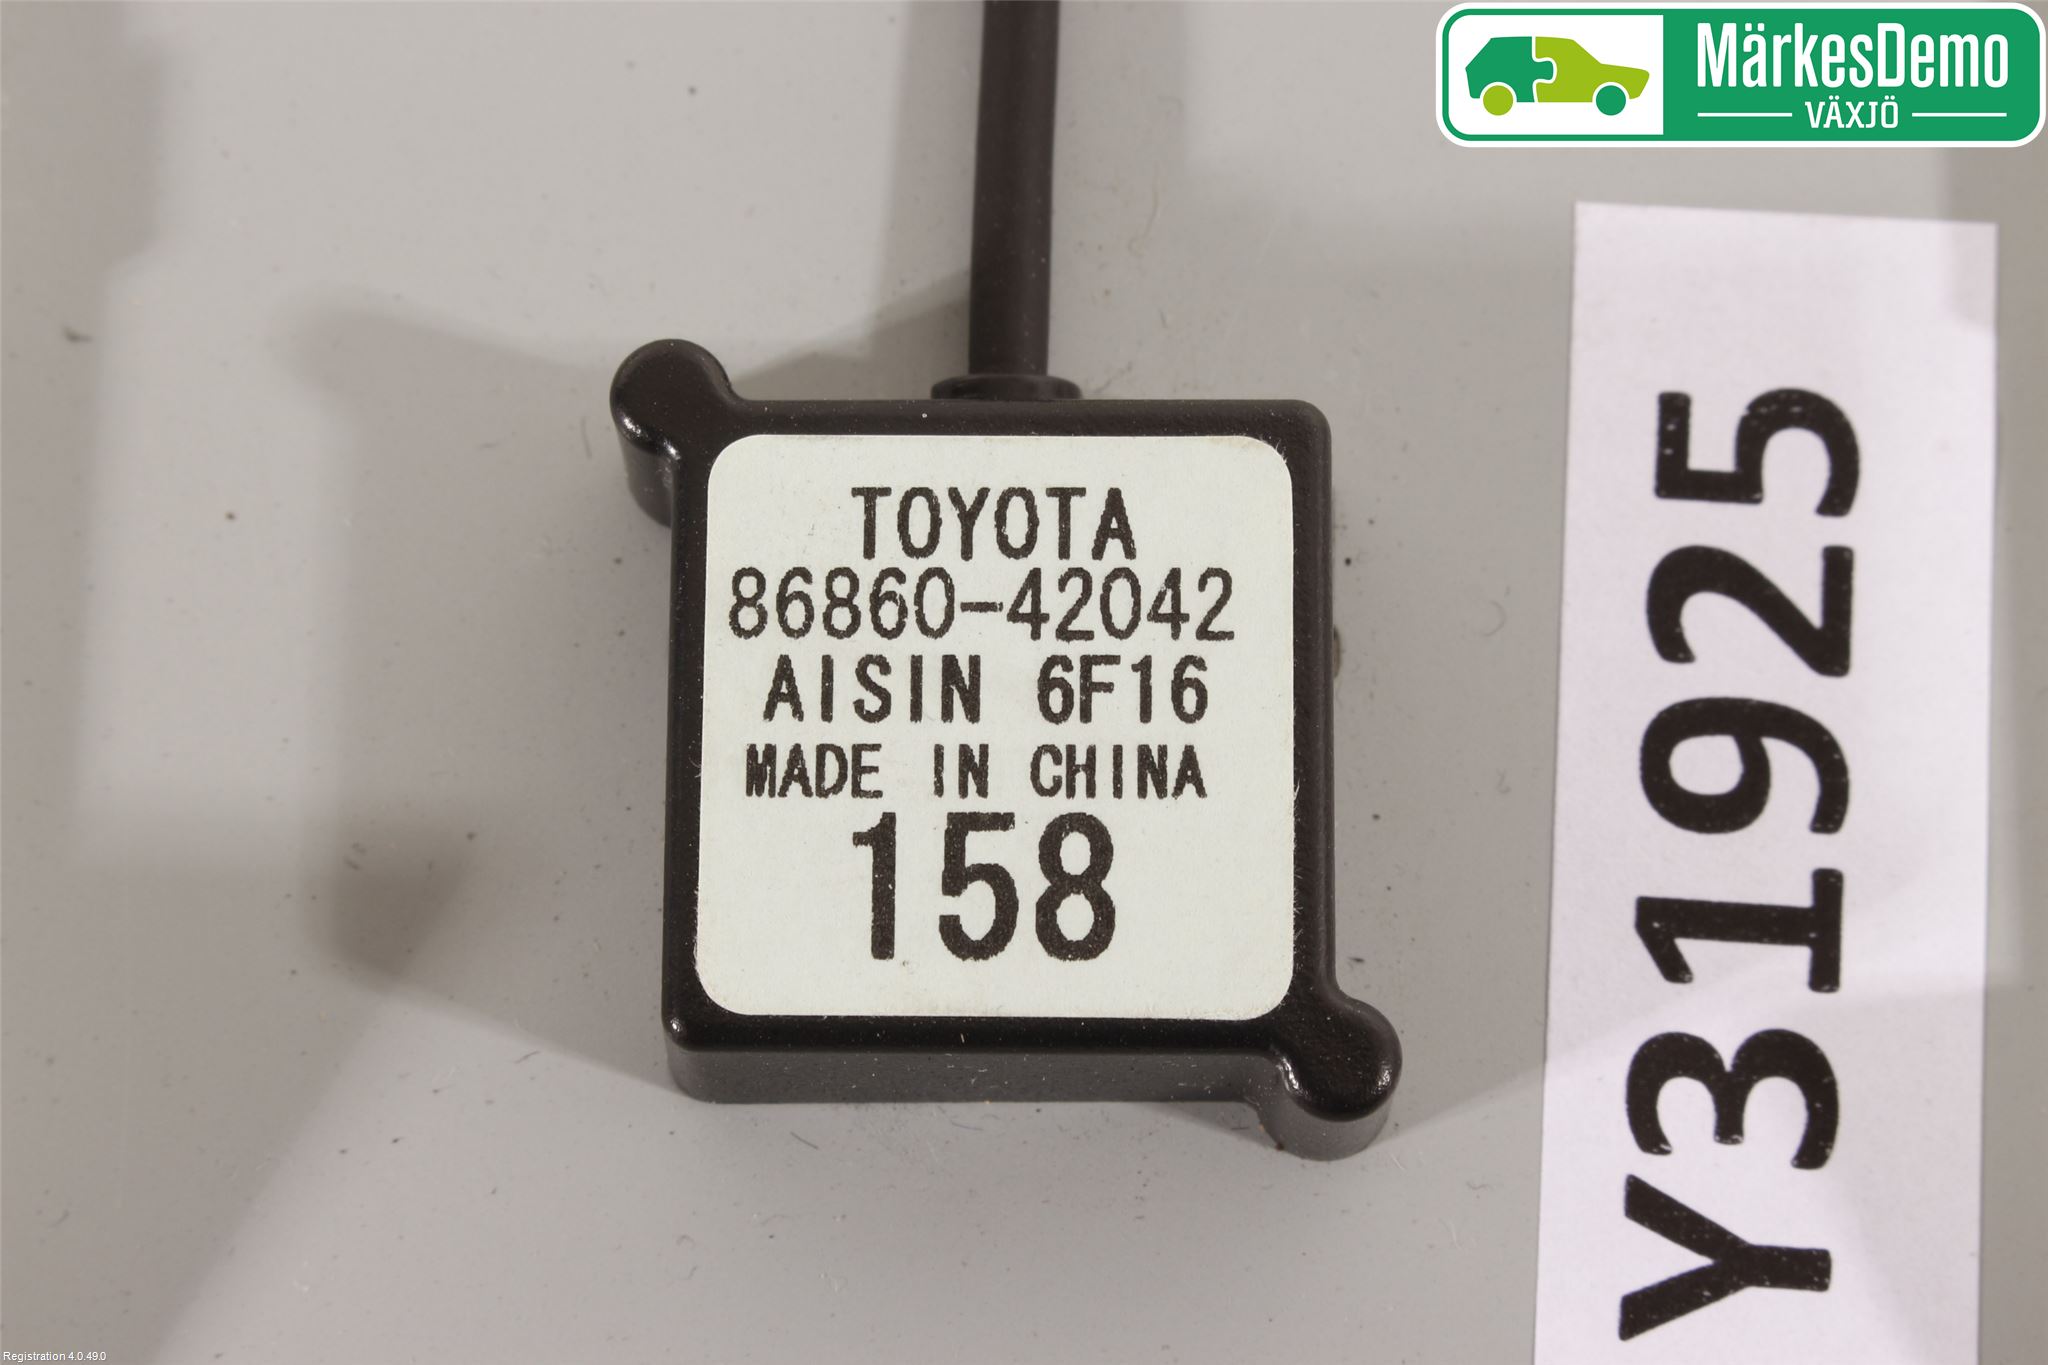 MärkesDemo
VÄXJÖ
TOYOTA
86860-42042
AISIN 6F16
MADE IN CHINA
158
Y31925
Registration 4.0.49.0